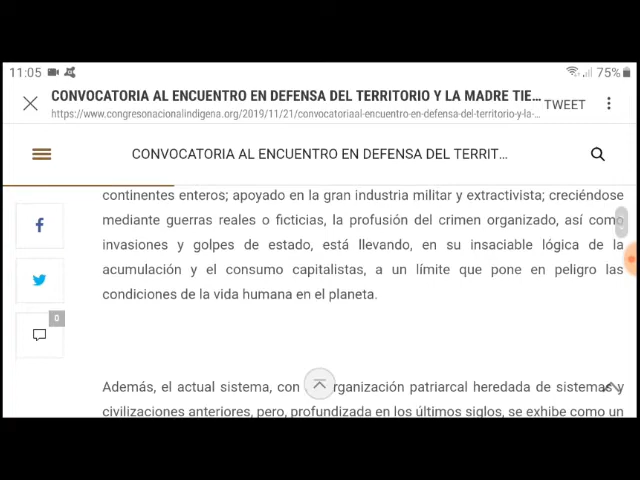 11:05
75%
CONVOCATORIA AL ENCUENTRO EN DEFENSA DEL TERRITORIO Y LA MADRE TIE...
TWEET
https://www.congresonacionalindigena.org/2019/11/21/convocatoriaal-encuentro-en-defensa-del-territorio-y-la-...
CONVOCATORIA AL ENCUENTRO EN DEFENSA DEL TERRIT...
continentes enteros; apoyado en la gran industria militar y extractivista; creciéndose
mediante guerras reales o ficticias, la profusión del crimen organizado, así como
invasiones y golpes de estado, está llevando, en su insaciable lógica de la
acumulación y el consumo capitalistas, a un límite que pone en peligro las
condiciones de la vida humana en el planeta.
0
Además, el actual sistema, con rganización patriarcal heredada de sistemas y
civilizaciones anteriores, pero, profundizada en los últimos siglos, se exhibe como un